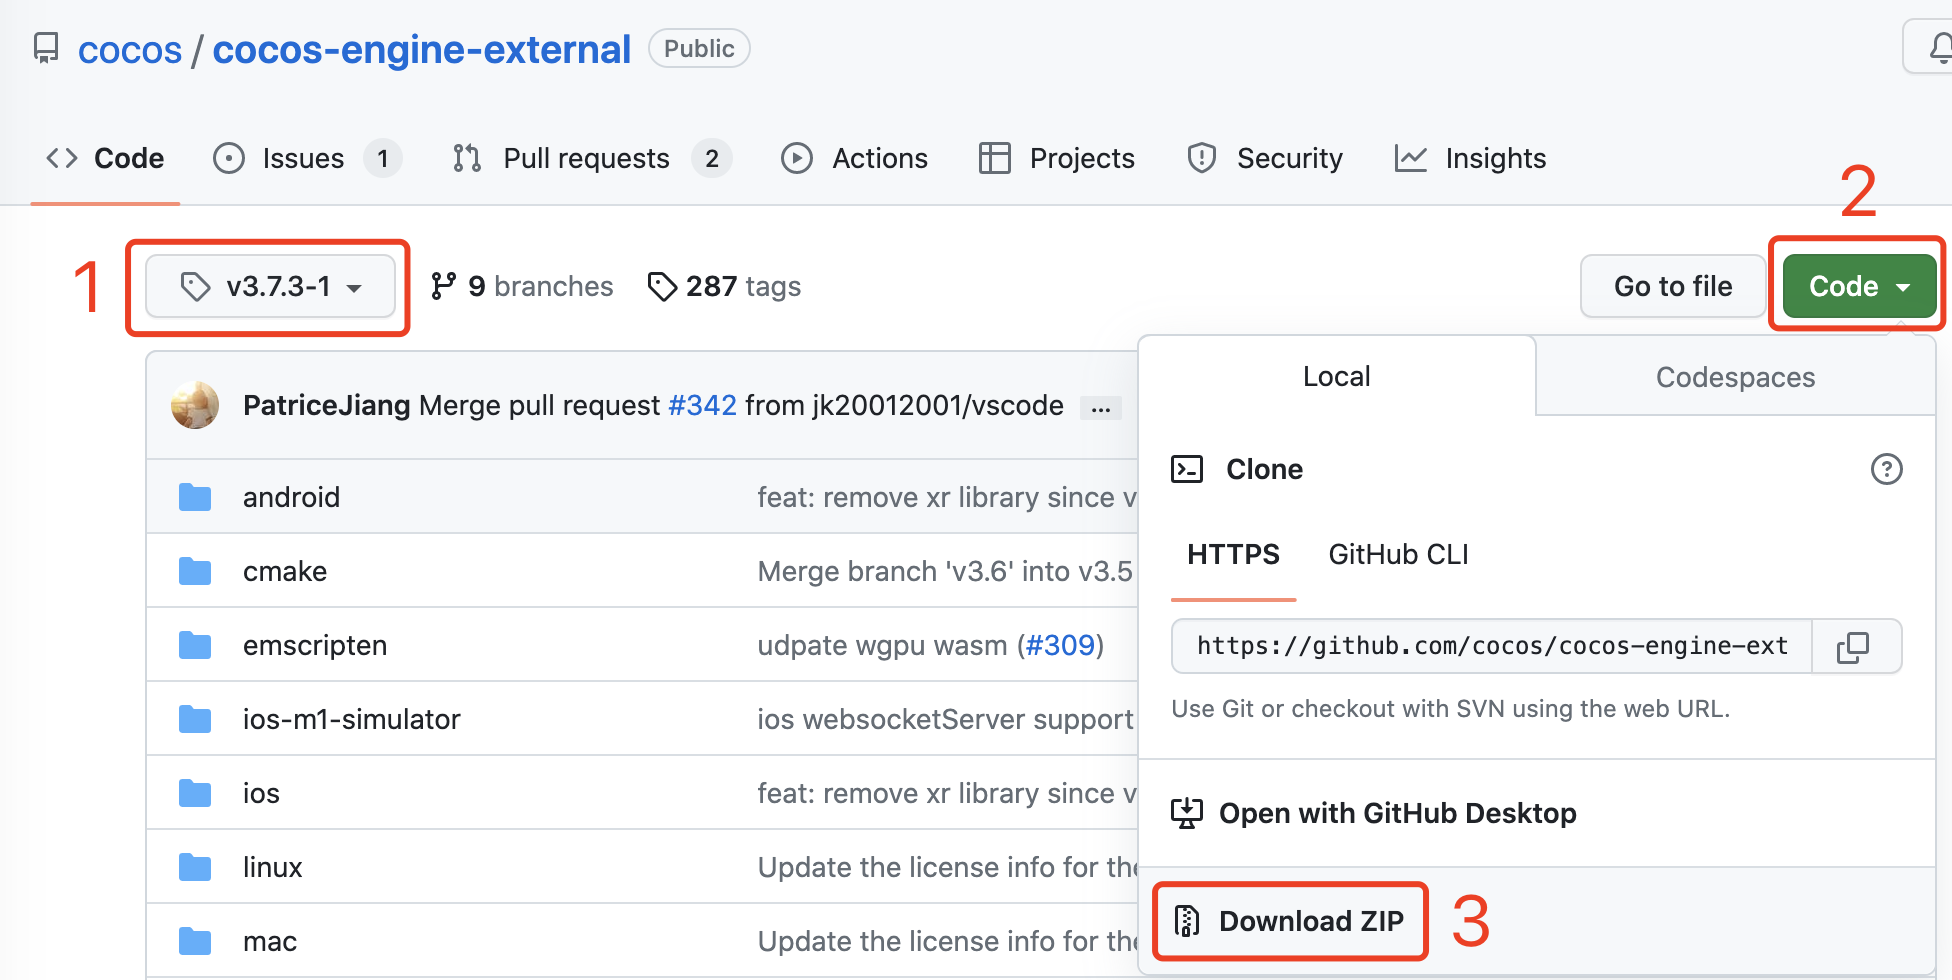 cocos / cocos-engine-external Public
Code Issues 1 Pull requests 2 Actions Projects Security Insights
2
1 v3.7.3-1 9 branches 287 tags Go to file Code
Local Codespaces
PatriceJiang Merge pull request #342 from jk20012001/vscode ...
Clone
android feat: remove xr library since v
HTTPS GitHub CLI
cmake Merge branch 'v3.6' into v3.5
emscripten udpate wgpu wasm (#309)
https://github.com/cocos/cocos-engine-ext
Use Git or checkout with SVN using the web URL.
ios-m1-simulator ios websocketServer support
ios feat: remove xr library since v
Open with GitHub Desktop
linux Update the license info for the
Download ZIP 3
mac Update the license info for the